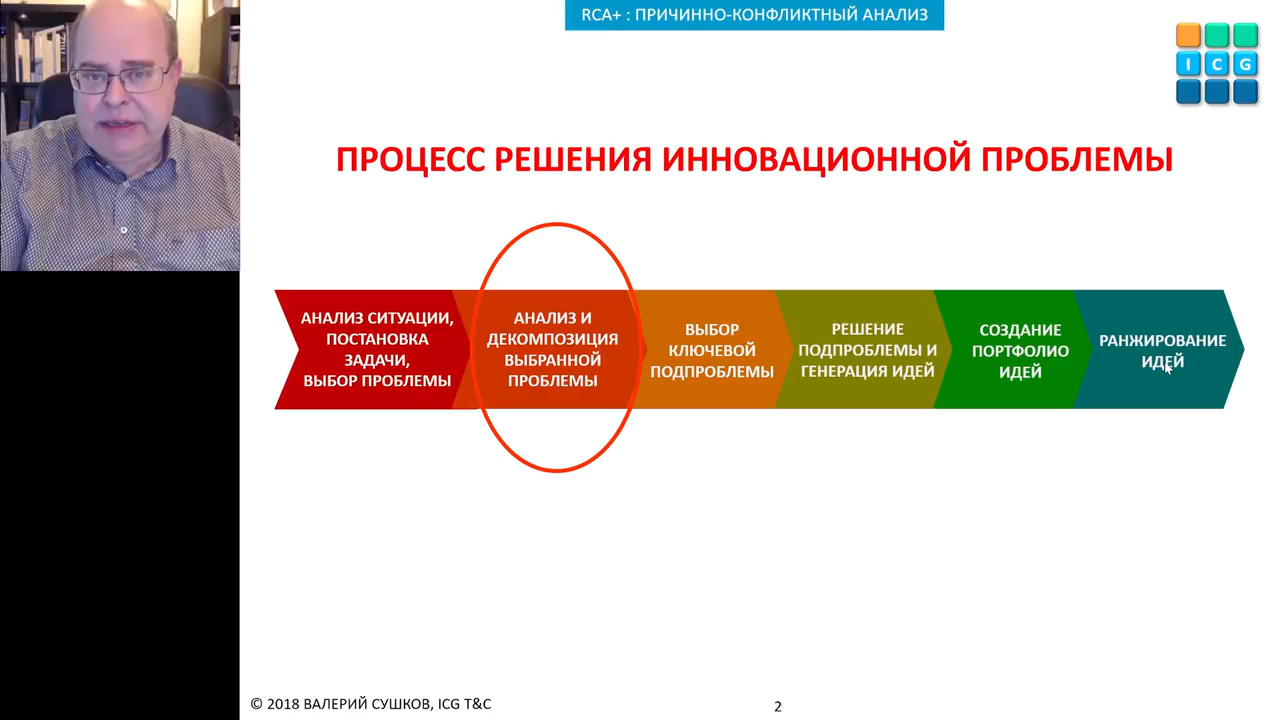 RCA+ : ПРИЧИННО-КОНФЛИКТНЫЙ АНАЛИЗ
I C G
ПРОЦЕСС РЕШЕНИЯ ИННОВАЦИОННОЙ ПРОБЛЕМЫ
АНАЛИЗ СИТУАЦИИ,
ПОСТАНОВКА
ЗАДАЧИ,
ВЫБОР ПРОБЛЕМЫ
АНАЛИЗ И
ДЕКОМПОЗИЦИЯ
ВЫБРАННОЙ
ПРОБЛЕМЫ
ВЫБОР
КЛЮЧЕВОЙ
ПОДПРОБЛЕМЫ
РЕШЕНИЕ
ПОДПРОБЛЕМЫ И
ГЕНЕРАЦИЯ ИДЕЙ
СОЗДАНИЕ
ПОРТФОЛИО
ИДЕЙ
РАНЖИРОВАНИЕ
ИДЕЙ
© 2018 ВАЛЕРИЙ СУШКОВ, ICG T&C
2